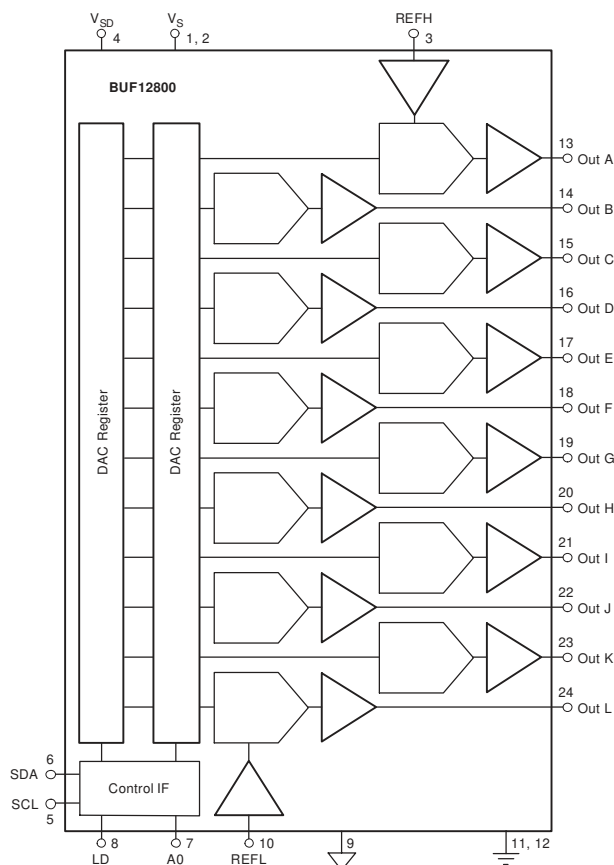 VSD
VS
REFH
4
1, 2
3
BUF12800
13
Out A
14
Out B
15
Out C
16
Out D
17
Out E
18
Out F
19
Out G
20
Out H
21
Out I
22
Out J
23
Out K
24
Out L
DAC Register
DAC Register
6
SDA
Control IF
SCL
5
8
7
10
9
11, 12
LD
A0
REFL